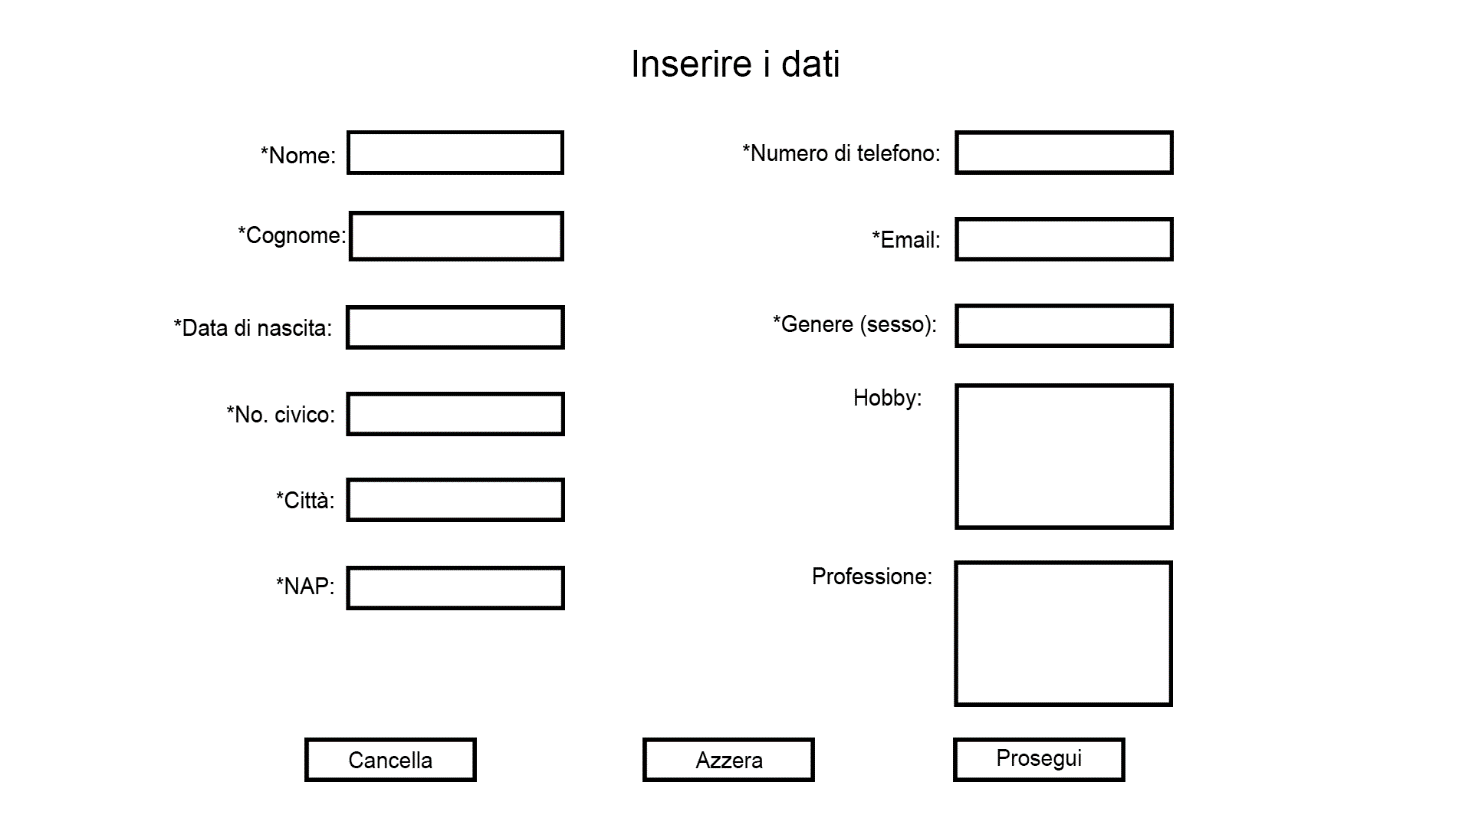 Inserire i dati
*Nome:
*Cognome:
*Data di nascita:
*No. civico:
*Città:
*NAP:
*Numero di telefono:
*Email:
*Genere (sesso):
Hobby:
Professione:
Cancella
Azzera
Prosegui